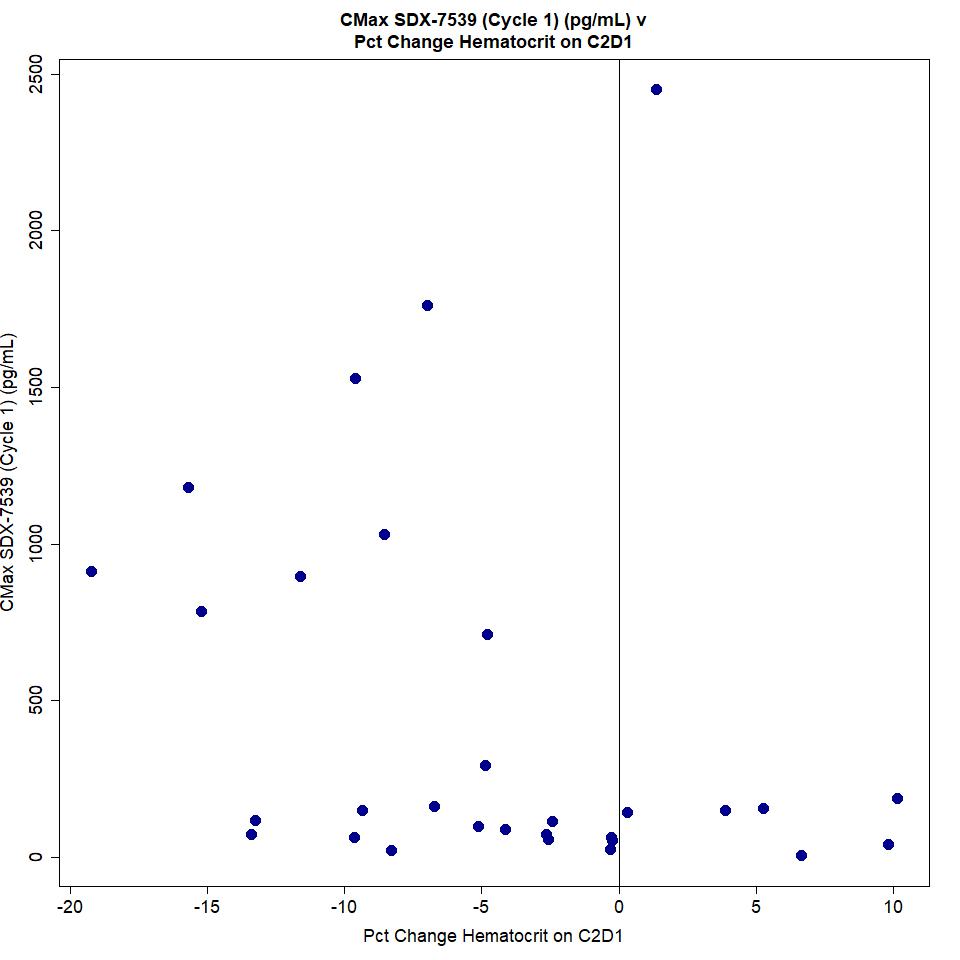 CMax SDX-7539 (Cycle 1) (pg/mL) v
Pct Change Hematocrit on C2D1
CMax SDX-7539 (Cycle 1) (pg/mL)
2500
2000
1500
1000
500
0
-20 -15 -10 -5 0 5 10
Pct Change Hematocrit on C2D1